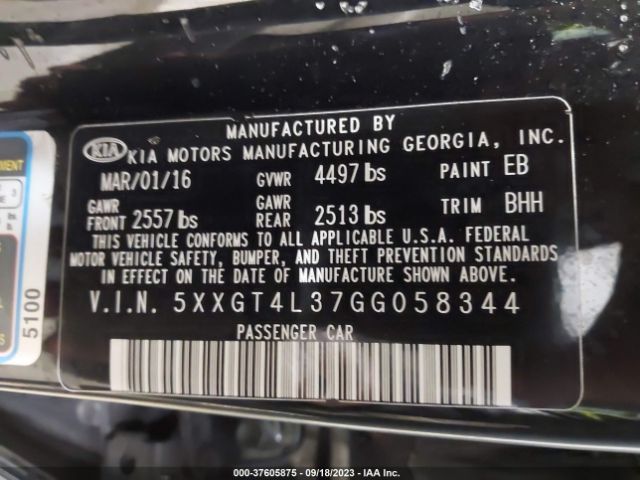 MANUFACTURED BY
KIA KIA MOTORS MANUFACTURING GEORGIA, INC.
MAR/01/16 GVWR 4497 lbs PAINT EB
GAWR FRONT 2557 lbs GAWR REAR 2513 lbs TRIM BHH
THIS VEHICLE CONFORMS TO ALL APPLICABLE U.S.A. FEDERAL
MOTOR VEHICLE SAFETY, BUMPER, AND THEFT PREVENTION STANDARDS
IN EFFECT ON THE DATE OF MANUFACTURE SHOWN ABOVE.
V.I.N. 5XXGT4L37GG058344
PASSENGER CAR
5100
000-37605875 - 09/18/2023 - IAA Inc.